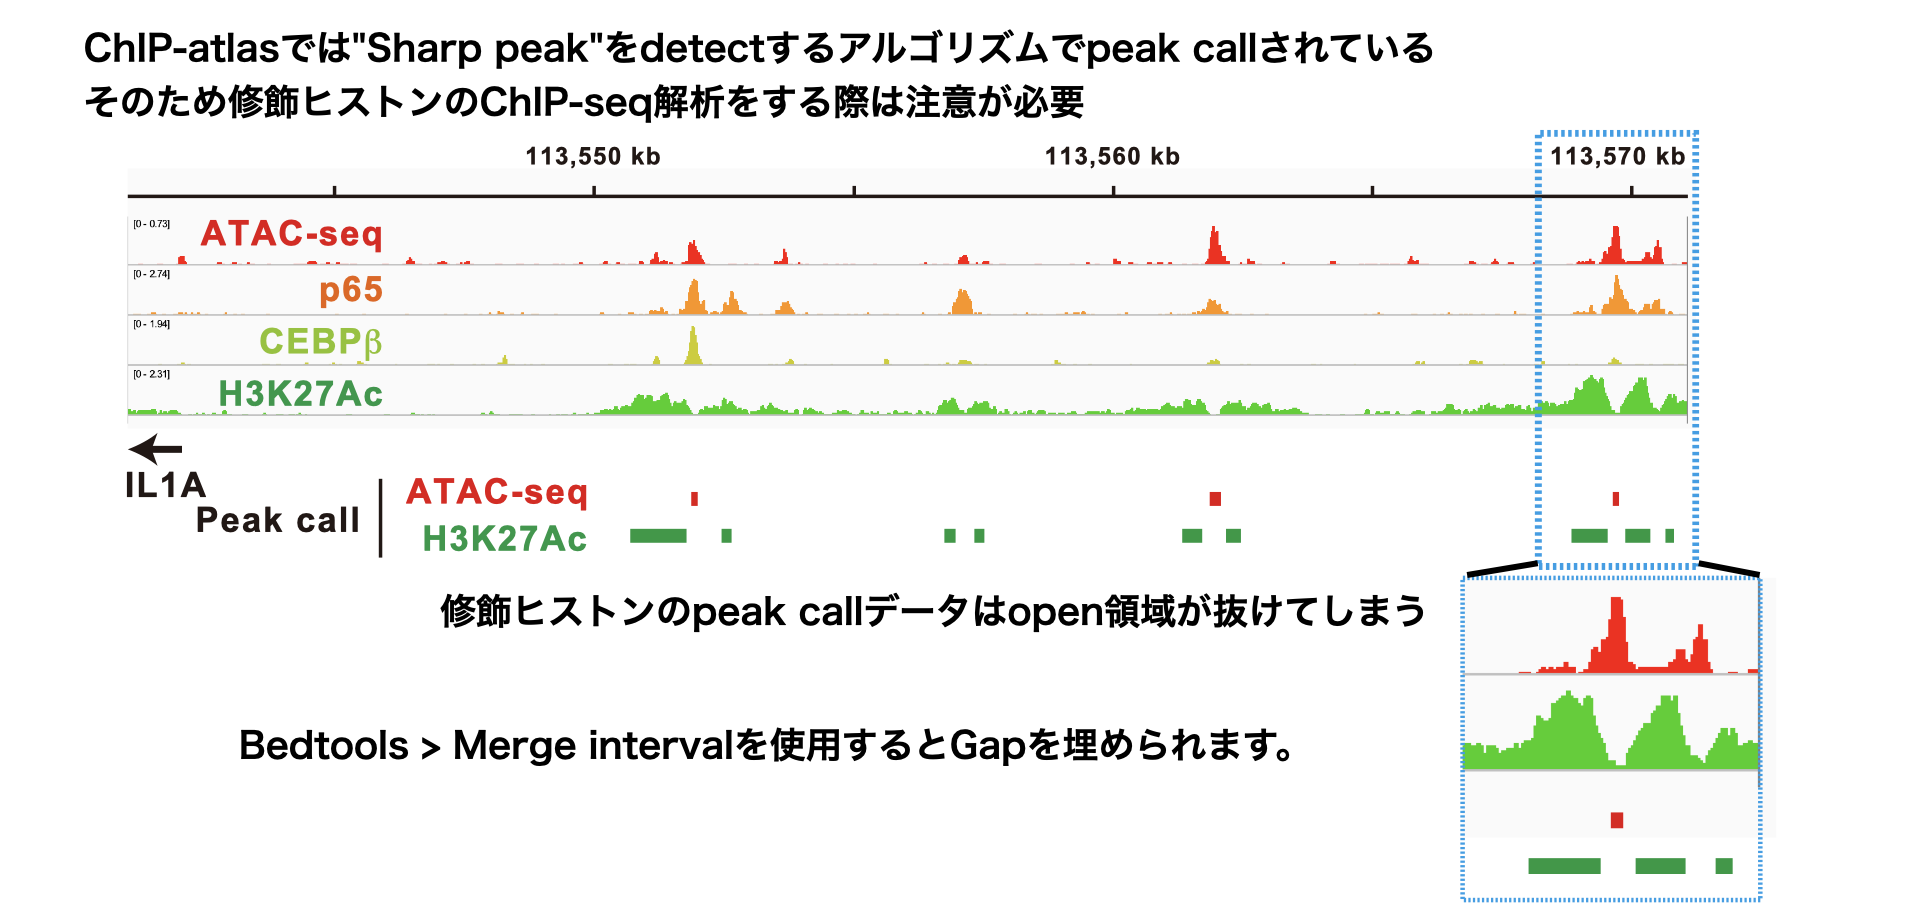 ChIP-atlasでは"Sharp peak"をdetectするアルゴリズムでpeak callされている
そのため修飾ヒストンのChIP-seq解析をする際は注意が必要
113,550 kb
113,560 kb
113,570 kb
[0 - 0.73]
ATAC-seq
[0 - 2.74]
p65
[0 - 1.94]
CEBPβ
[0 - 2.31]
H3K27Ac
IL1A
Peak call
ATAC-seq
H3K27Ac
修飾ヒストンのpeak callデータはopen領域が抜けてしまう
Bedtools > Merge intervalを使用するとGapを埋められます。